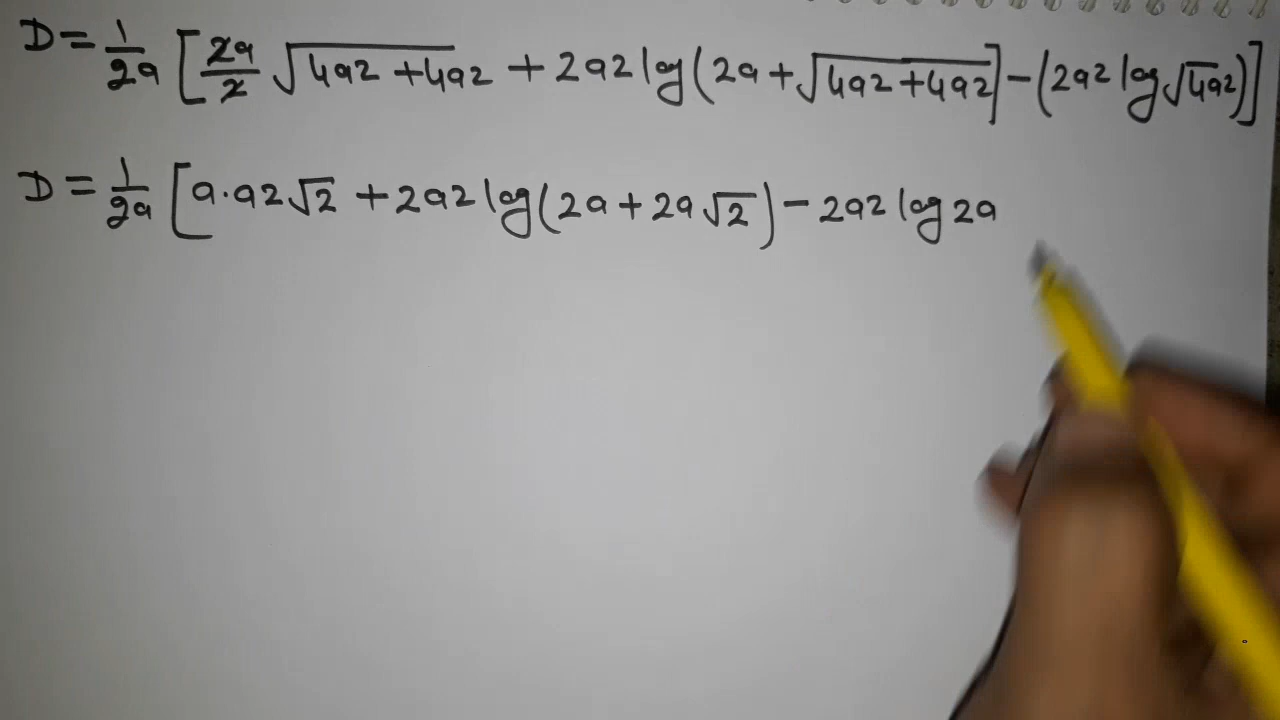 D = 1/2a [2a/2 √4a2 +4a2 + 2a2 log(2a + √4a2 +4a2] - (2a2 log √4a2)]
D = 1/2a [a·a2√2 + 2a2 log(2a + 2a√2) - 2a2 log 2a